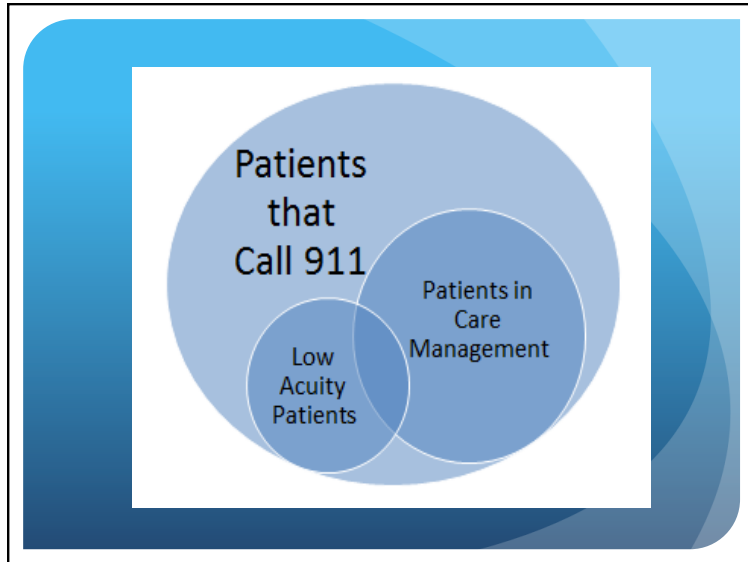 Patients
that
Call 911
Patients in
Care
Management
Low
Acuity
Patients